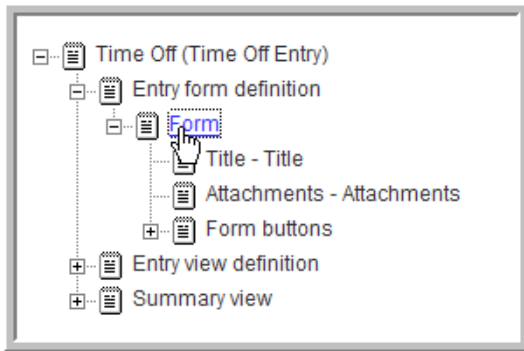 Time Off (Time Off Entry)
Entry form definition
Form
Title - Title
Attachments - Attachments
Form buttons
Entry view definition
Summary view